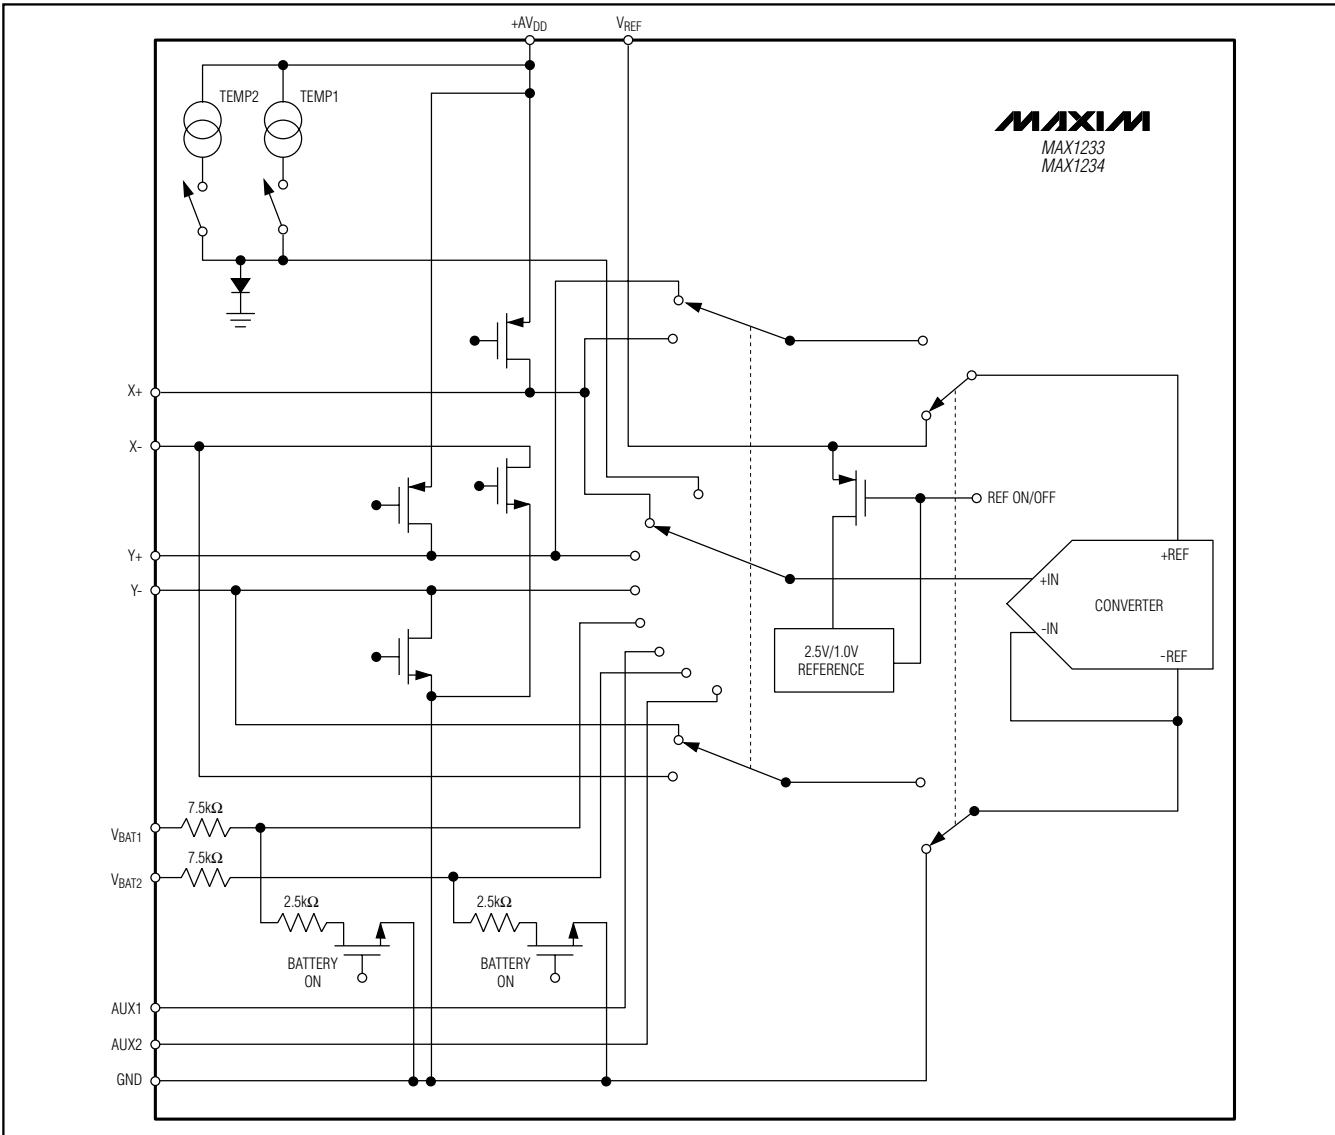 +AVDD
VREF
TEMP2
TEMP1
MAXIM
MAX1233
MAX1234
X+
X-
REF ON/OFF
Y+
+REF
+IN
Y-
CONVERTER
-IN
2.5V/1.0V
REFERENCE
-REF
7.5kΩ
VBAT1
7.5kΩ
VBAT2
2.5kΩ
2.5kΩ
BATTERY
ON
BATTERY
ON
AUX1
AUX2
GND